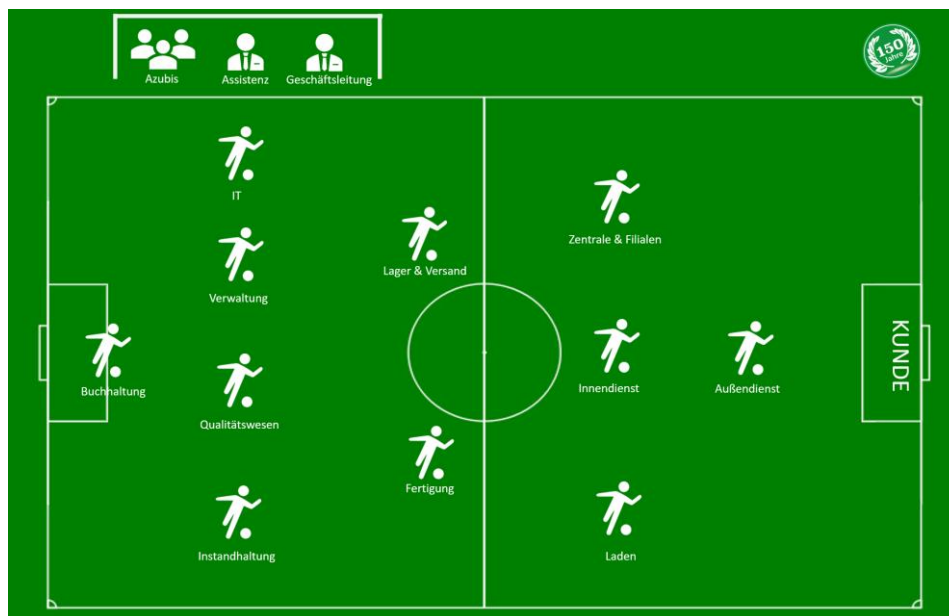 150
Jahre
Azubis
Assistenz
Geschäftsleitung
IT
Zentrale & Filialen
Lager & Versand
Verwaltung
KUNDE
Buchhaltung
Innendienst
Außendienst
Qualitätswesen
Fertigung
Instandhaltung
Laden